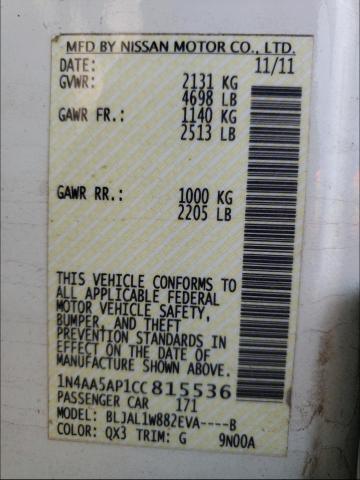 MFD BY NISSAN MOTOR CO., LTD.
DATE: 11/11
GVWR: 2131 KG
4698 LB
GAWR FR.: 1140 KG
2513 LB
GAWR RR.: 1000 KG
2205 LB
THIS VEHICLE CONFORMS TO
ALL APPLICABLE FEDERAL
MOTOR VEHICLE SAFETY,
BUMPER, AND THEFT
PREVENTION STANDARDS IN
EFFECT ON THE DATE OF
MANUFACTURE SHOWN ABOVE.
1N4AA5AP1CC815536
PASSENGER CAR 171
MODEL: BLJAL1W882EVA----B
COLOR: QX3 TRIM: G 9N00A